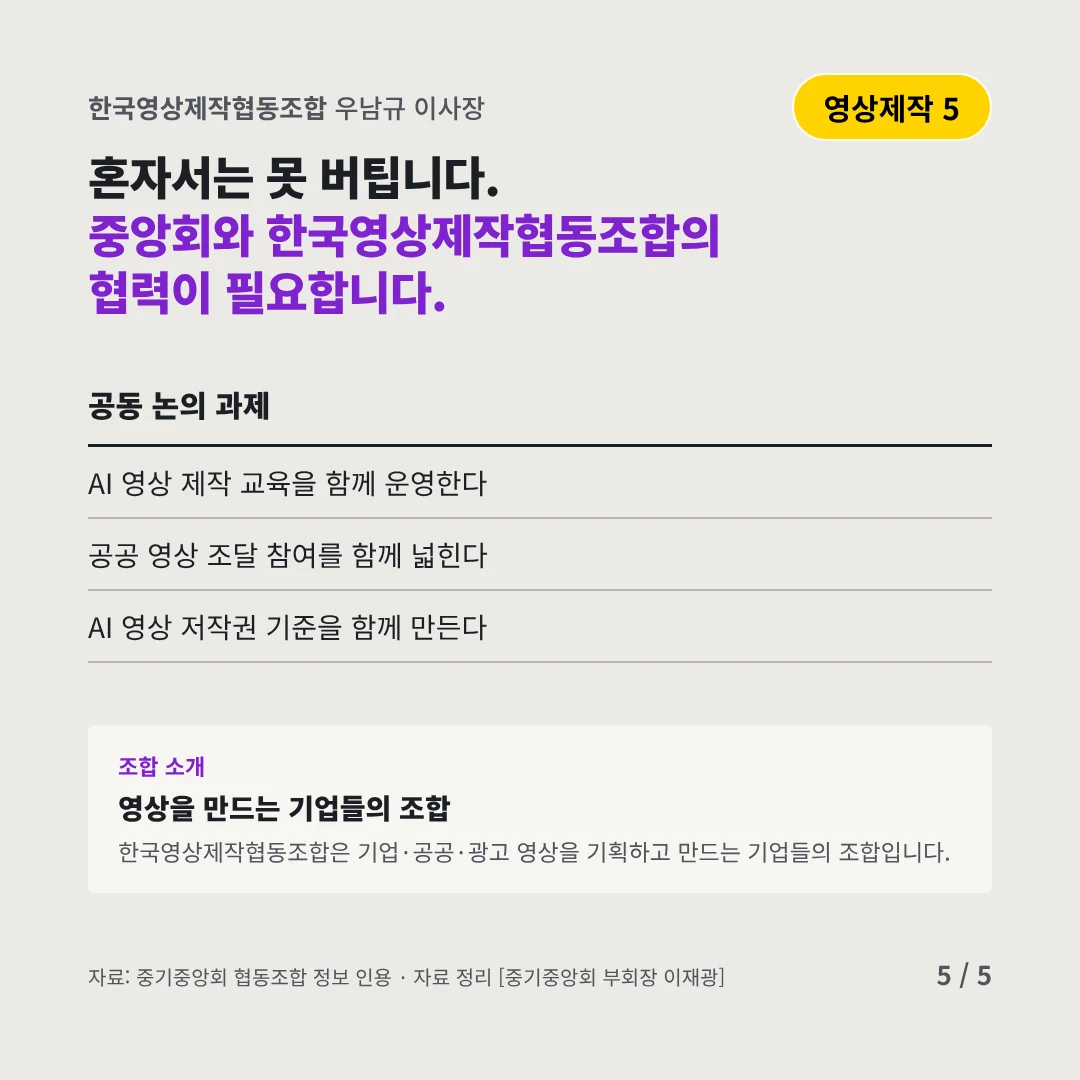 한국영상제작협동조합 우남규 이사장
영상제작 5
혼자서는 못 버팁니다.
중앙회와 한국영상제작협동조합의
협력이 필요합니다.
공동 논의 과제
AI 영상 제작 교육을 함께 운영한다
공공 영상 조달 참여를 함께 넓힌다
AI 영상 저작권 기준을 함께 만든다
조합 소개
영상을 만드는 기업들의 조합
한국영상제작협동조합은 기업·공공·광고 영상을 기획하고 만드는 기업들의 조합입니다.
자료: 중기중앙회 협동조합 정보 인용 · 자료 정리 [중기중앙회 부회장 이재광]
5 / 5